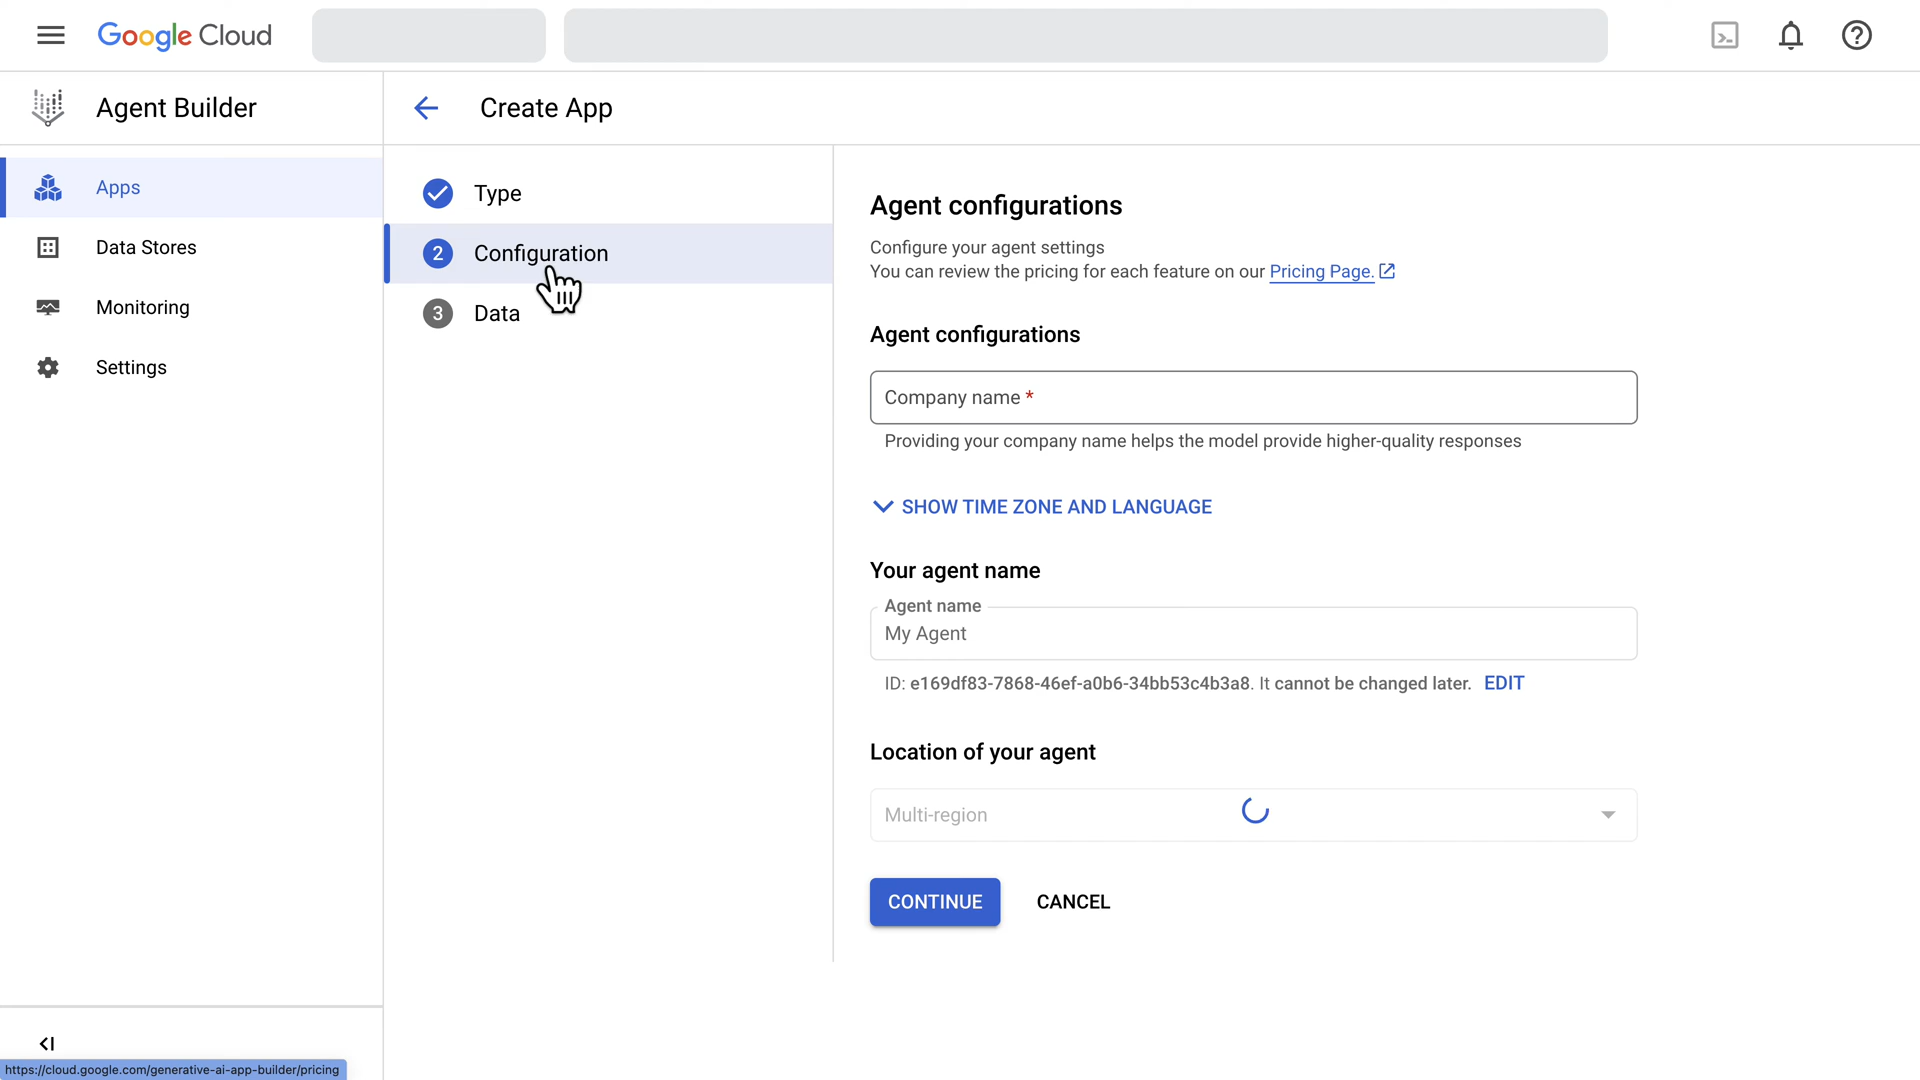 Google Cloud
Agent Builder
Create App
Apps
Data Stores
Monitoring
Settings
Type
2 Configuration
3 Data
Agent configurations
Configure your agent settings
You can review the pricing for each feature on our Pricing Page.
Agent configurations
Company name *
Providing your company name helps the model provide higher-quality responses
SHOW TIME ZONE AND LANGUAGE
Your agent name
Agent name
My Agent
ID: e169df83-7868-46ef-a0b6-34bb53c4b3a8. It cannot be changed later. EDIT
Location of your agent
Multi-region
CONTINUE CANCEL
https://cloud.google.com/generative-ai-app-builder/pricing